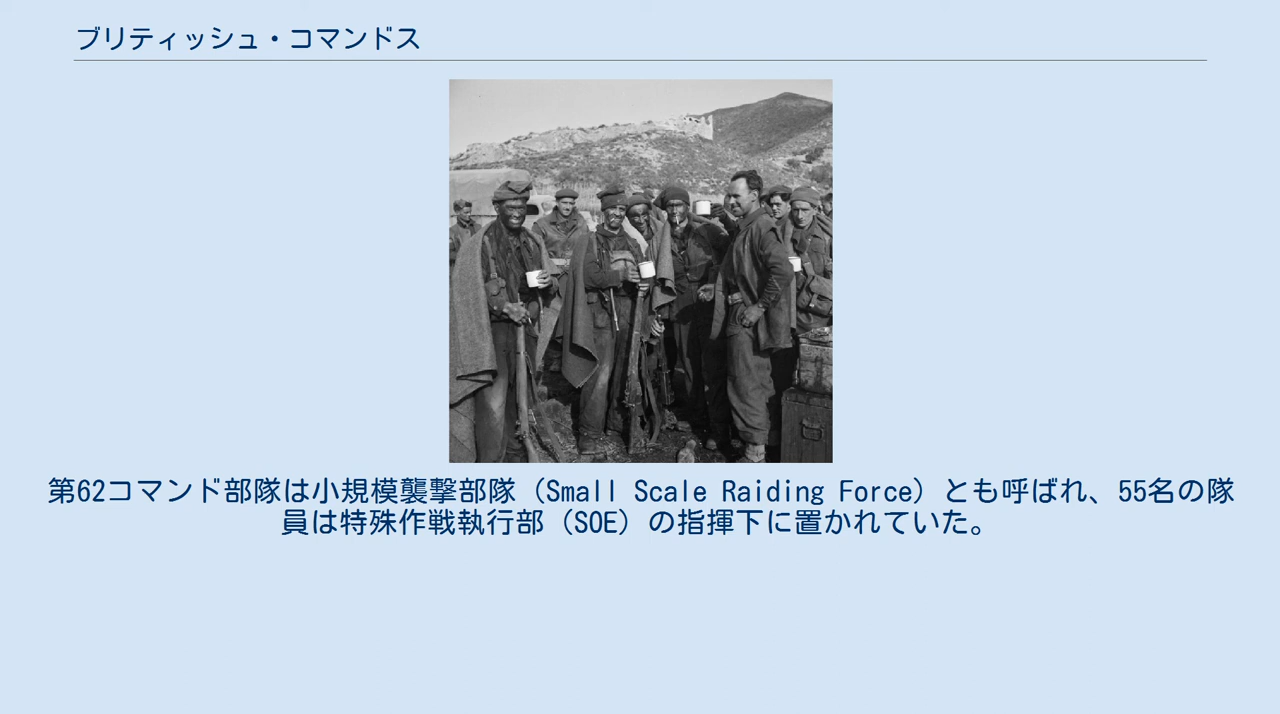 ブリティッシュ・コマンドス
第62コマンド部隊は小規模襲撃部隊（Small Scale Raiding Force）とも呼ばれ、55名の隊
員は特殊作戦執行部（SOE）の指揮下に置かれていた。